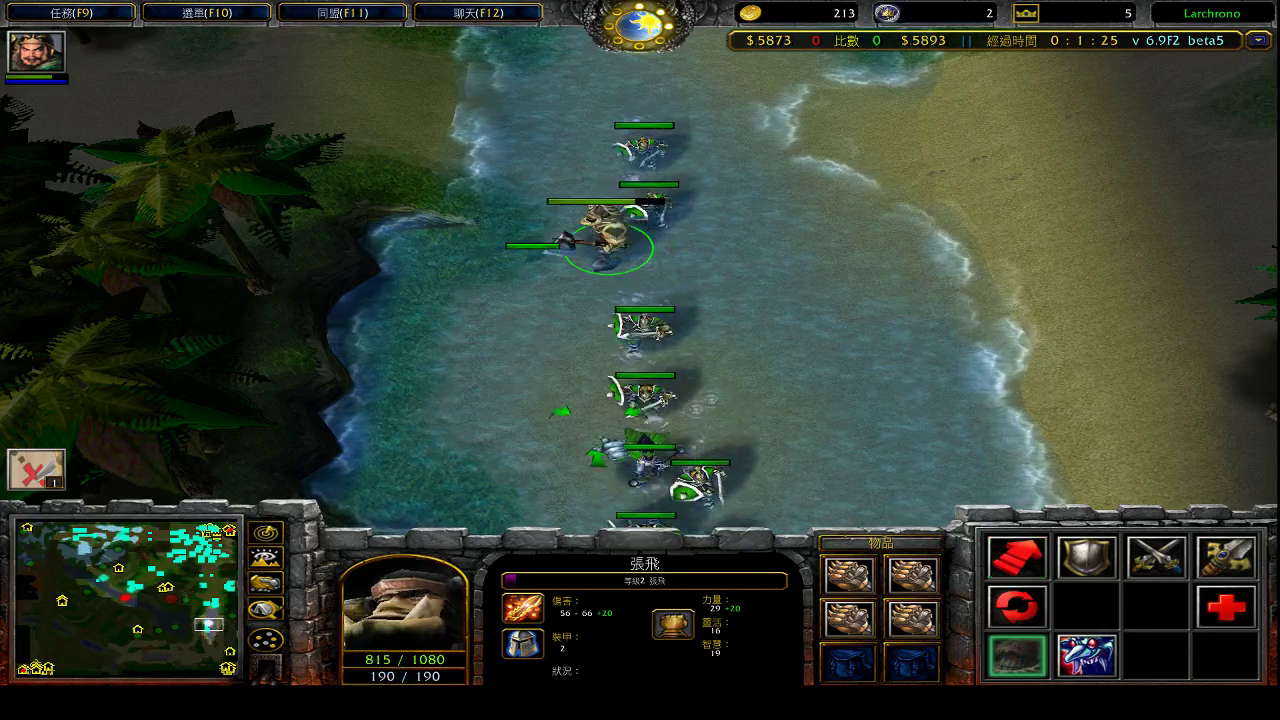 任務(F9) 選單(F10) 同盟(F11) 聊天(F12) 213 2 5 Larchrono
$.5873 0 比數 0 $.5893 || 經過時間 0 : 1 : 25 v 6.9F2 beta5
1
張飛
等級2 張飛
傷害：
56 - 66 +20
裝甲：
2
狀況：
力量：
29 +20
靈活：
16
智慧：
19
815 / 1080
190 / 190
物品